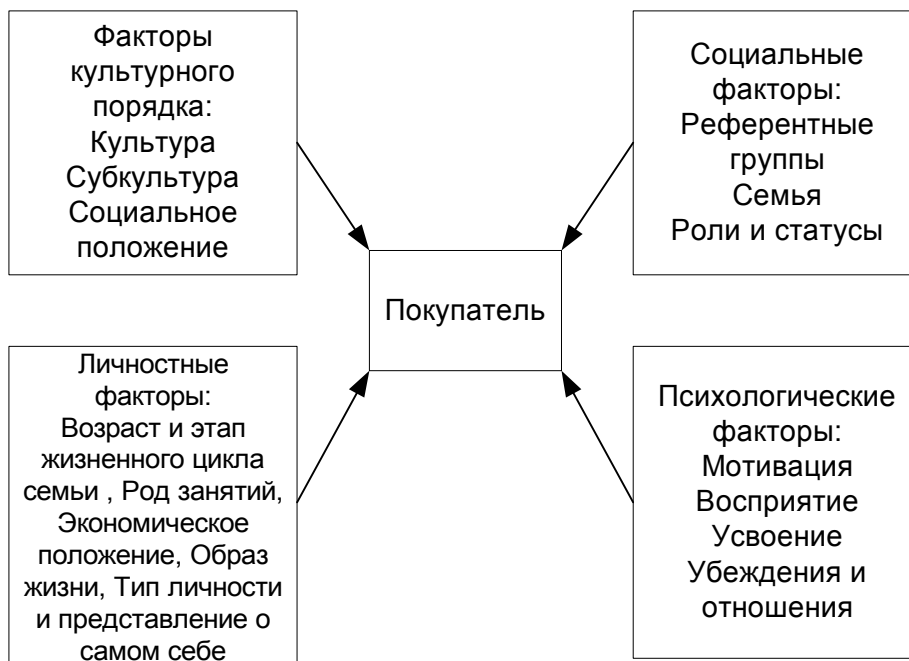 Факторы
культурного
порядка:
Культура
Субкультура
Социальное
положение
Социальные
факторы:
Референтные
группы
Семья
Роли и статусы
Покупатель
Личностные
факторы:
Возраст и этап
жизненного цикла
семьи , Род занятий,
Экономическое
положение, Образ
жизни, Тип личности
и представление о
самом себе
Психологические
факторы:
Мотивация
Восприятие
Усвоение
Убеждения и
отношения